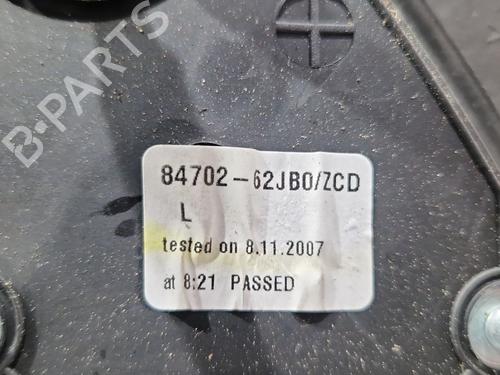 B-PARTS
84702-62JB0/ZCD
L
tested on 8.11.2007
at 8:21 PASSED